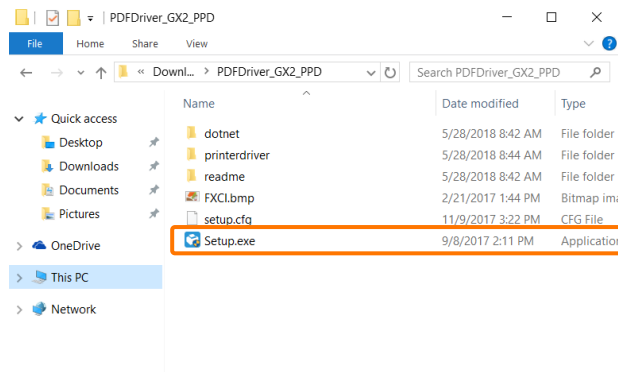 PDFDriver_GX2_PPD
File Home Share View
« Downl... > PDFDriver_GX2_PPD Search PDFDriver_GX2_PPD
Name Date modified Type
Quick access
Desktop
Downloads
Documents
Pictures
OneDrive
This PC
Network
dotnet 5/28/2018 8:42 AM File folder
printerdriver 5/28/2018 8:44 AM File folder
readme 5/28/2018 8:42 AM File folder
FXCI.bmp 2/21/2017 1:44 PM Bitmap ima
setup.cfg 11/9/2017 3:22 PM CFG File
Setup.exe 9/8/2017 2:11 PM Application